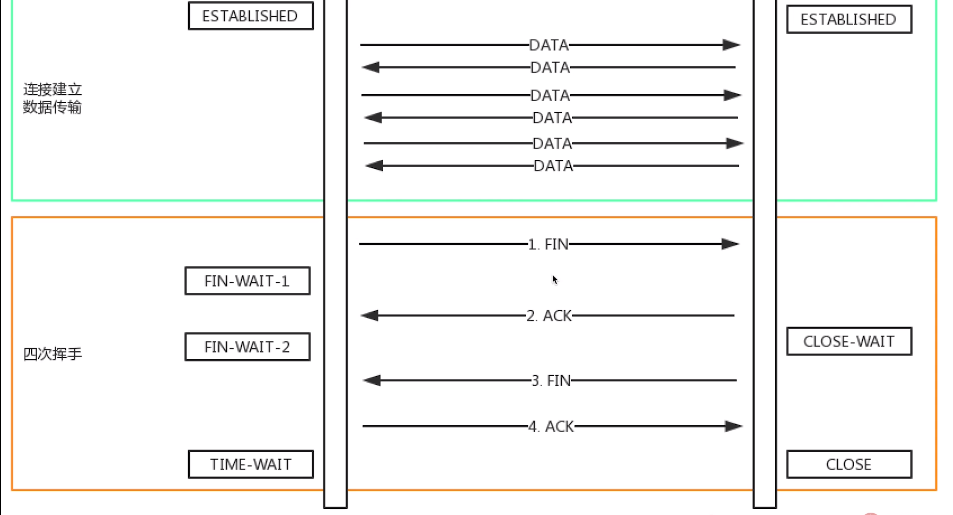 ESTABLISHED
ESTABLISHED
DATA
DATA
连接建立
数据传输
DATA
DATA
DATA
DATA
1. FIN
FIN-WAIT-1
2. ACK
四次挥手
FIN-WAIT-2
CLOSE-WAIT
3. FIN
4. ACK
TIME-WAIT
CLOSE